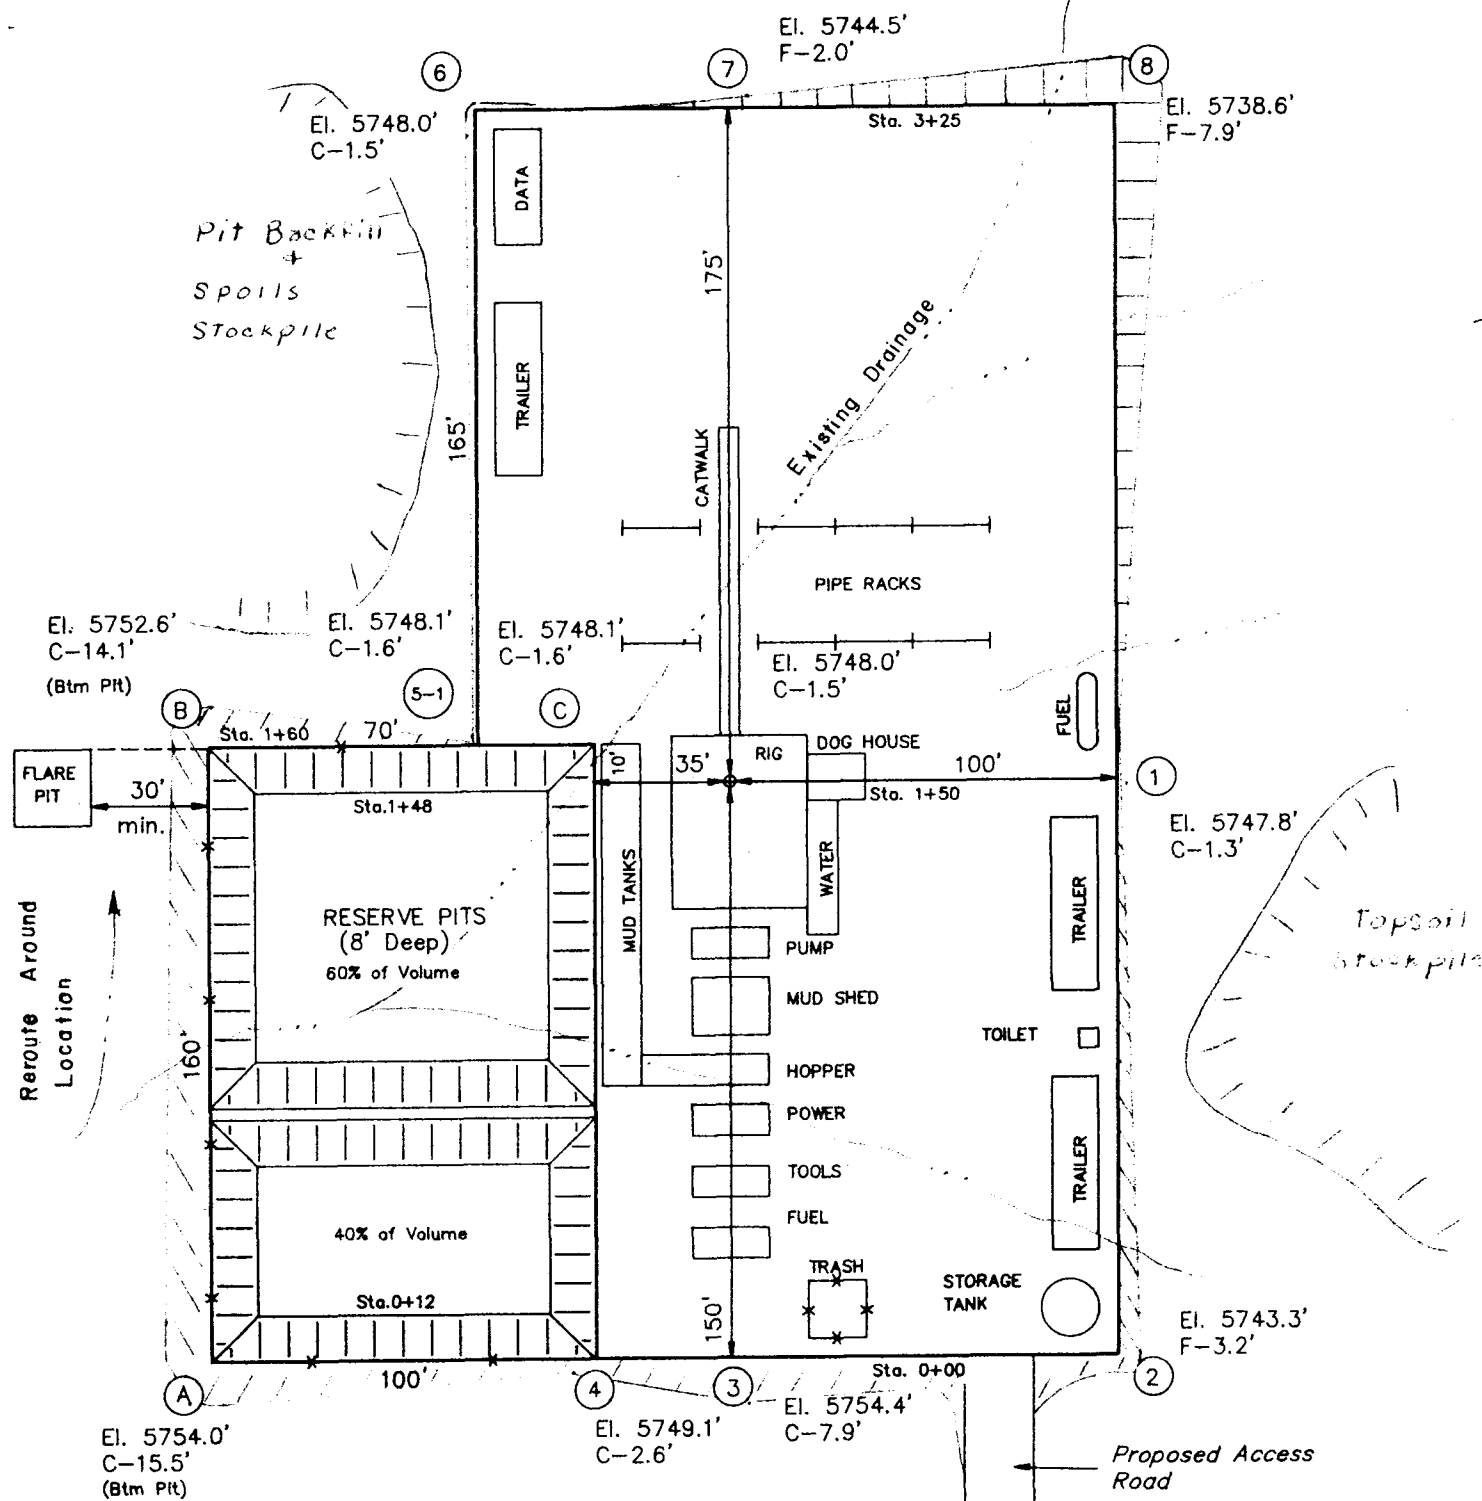 El. 5744.5'
F-2.0'
6
7
8
El. 5748.0'
C-1.5'
Sta. 3+25
El. 5738.6'
F-7.9'
DATA
Pit Backfill
+
Spoils
Stockpile
175'
TRAILER
165'
CATWALK
Existing Drainage
PIPE RACKS
El. 5752.6'
C-14.1'
(Btm Pit)
El. 5748.1'
C-1.6'
El. 5748.1'
C-1.6'
El. 5748.0'
C-1.5'
B
5-1
C
FUEL
Sta. 1+60
70'
10'
35'
RIG
DOG HOUSE
100'
1
FLARE
PIT
30'
min.
Sta.1+48
Sta. 1+50
El. 5747.8'
C-1.3'
MUD TANKS
WATER
TRAILER
Reroute Around
Location
RESERVE PITS
(8' Deep)
60% of Volume
PUMP
Topsoil
Stockpile
MUD SHED
160'
TOILET
HOPPER
POWER
TOOLS
TRAILER
FUEL
40% of Volume
TRASH
STORAGE
TANK
Sta.0+12
150'
El. 5743.3'
F-3.2'
100'
Sta. 0+00
A
4
3
2
El. 5754.0'
C-15.5'
(Btm Pit)
El. 5749.1'
C-2.6'
El. 5754.4'
C-7.9'
Proposed Access
Road